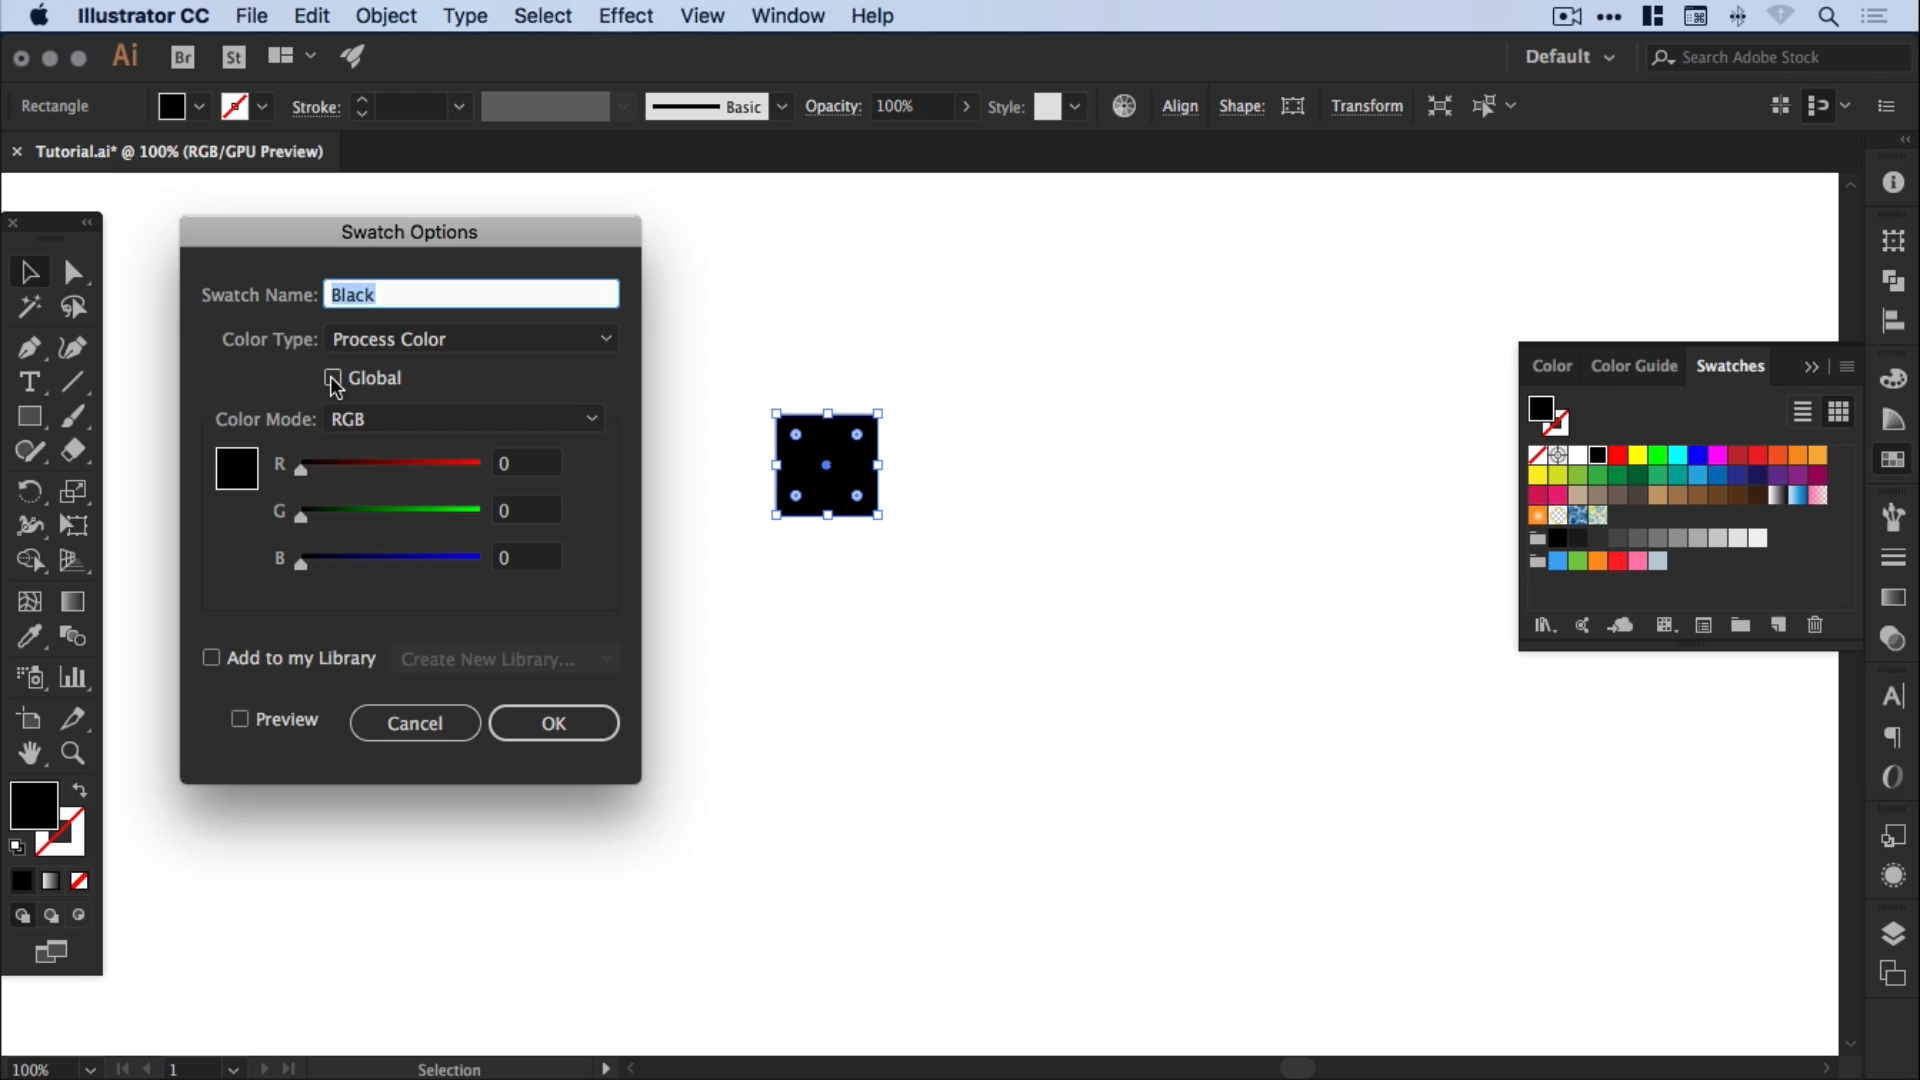 Illustrator CC File Edit Object Type Select Effect View Window Help
Ai Br St Default Search Adobe Stock
Rectangle Stroke: Basic Opacity: 100% Style: Align Shape: Transform
Tutorial.ai* @ 100% (RGB/GPU Preview)
Swatch Options
Swatch Name: Black
Color Type: Process Color
Global
Color Mode: RGB
R 0
G 0
B 0
Add to my Library Create New Library...
Preview Cancel OK
Color Color Guide Swatches
100% 1 Selection